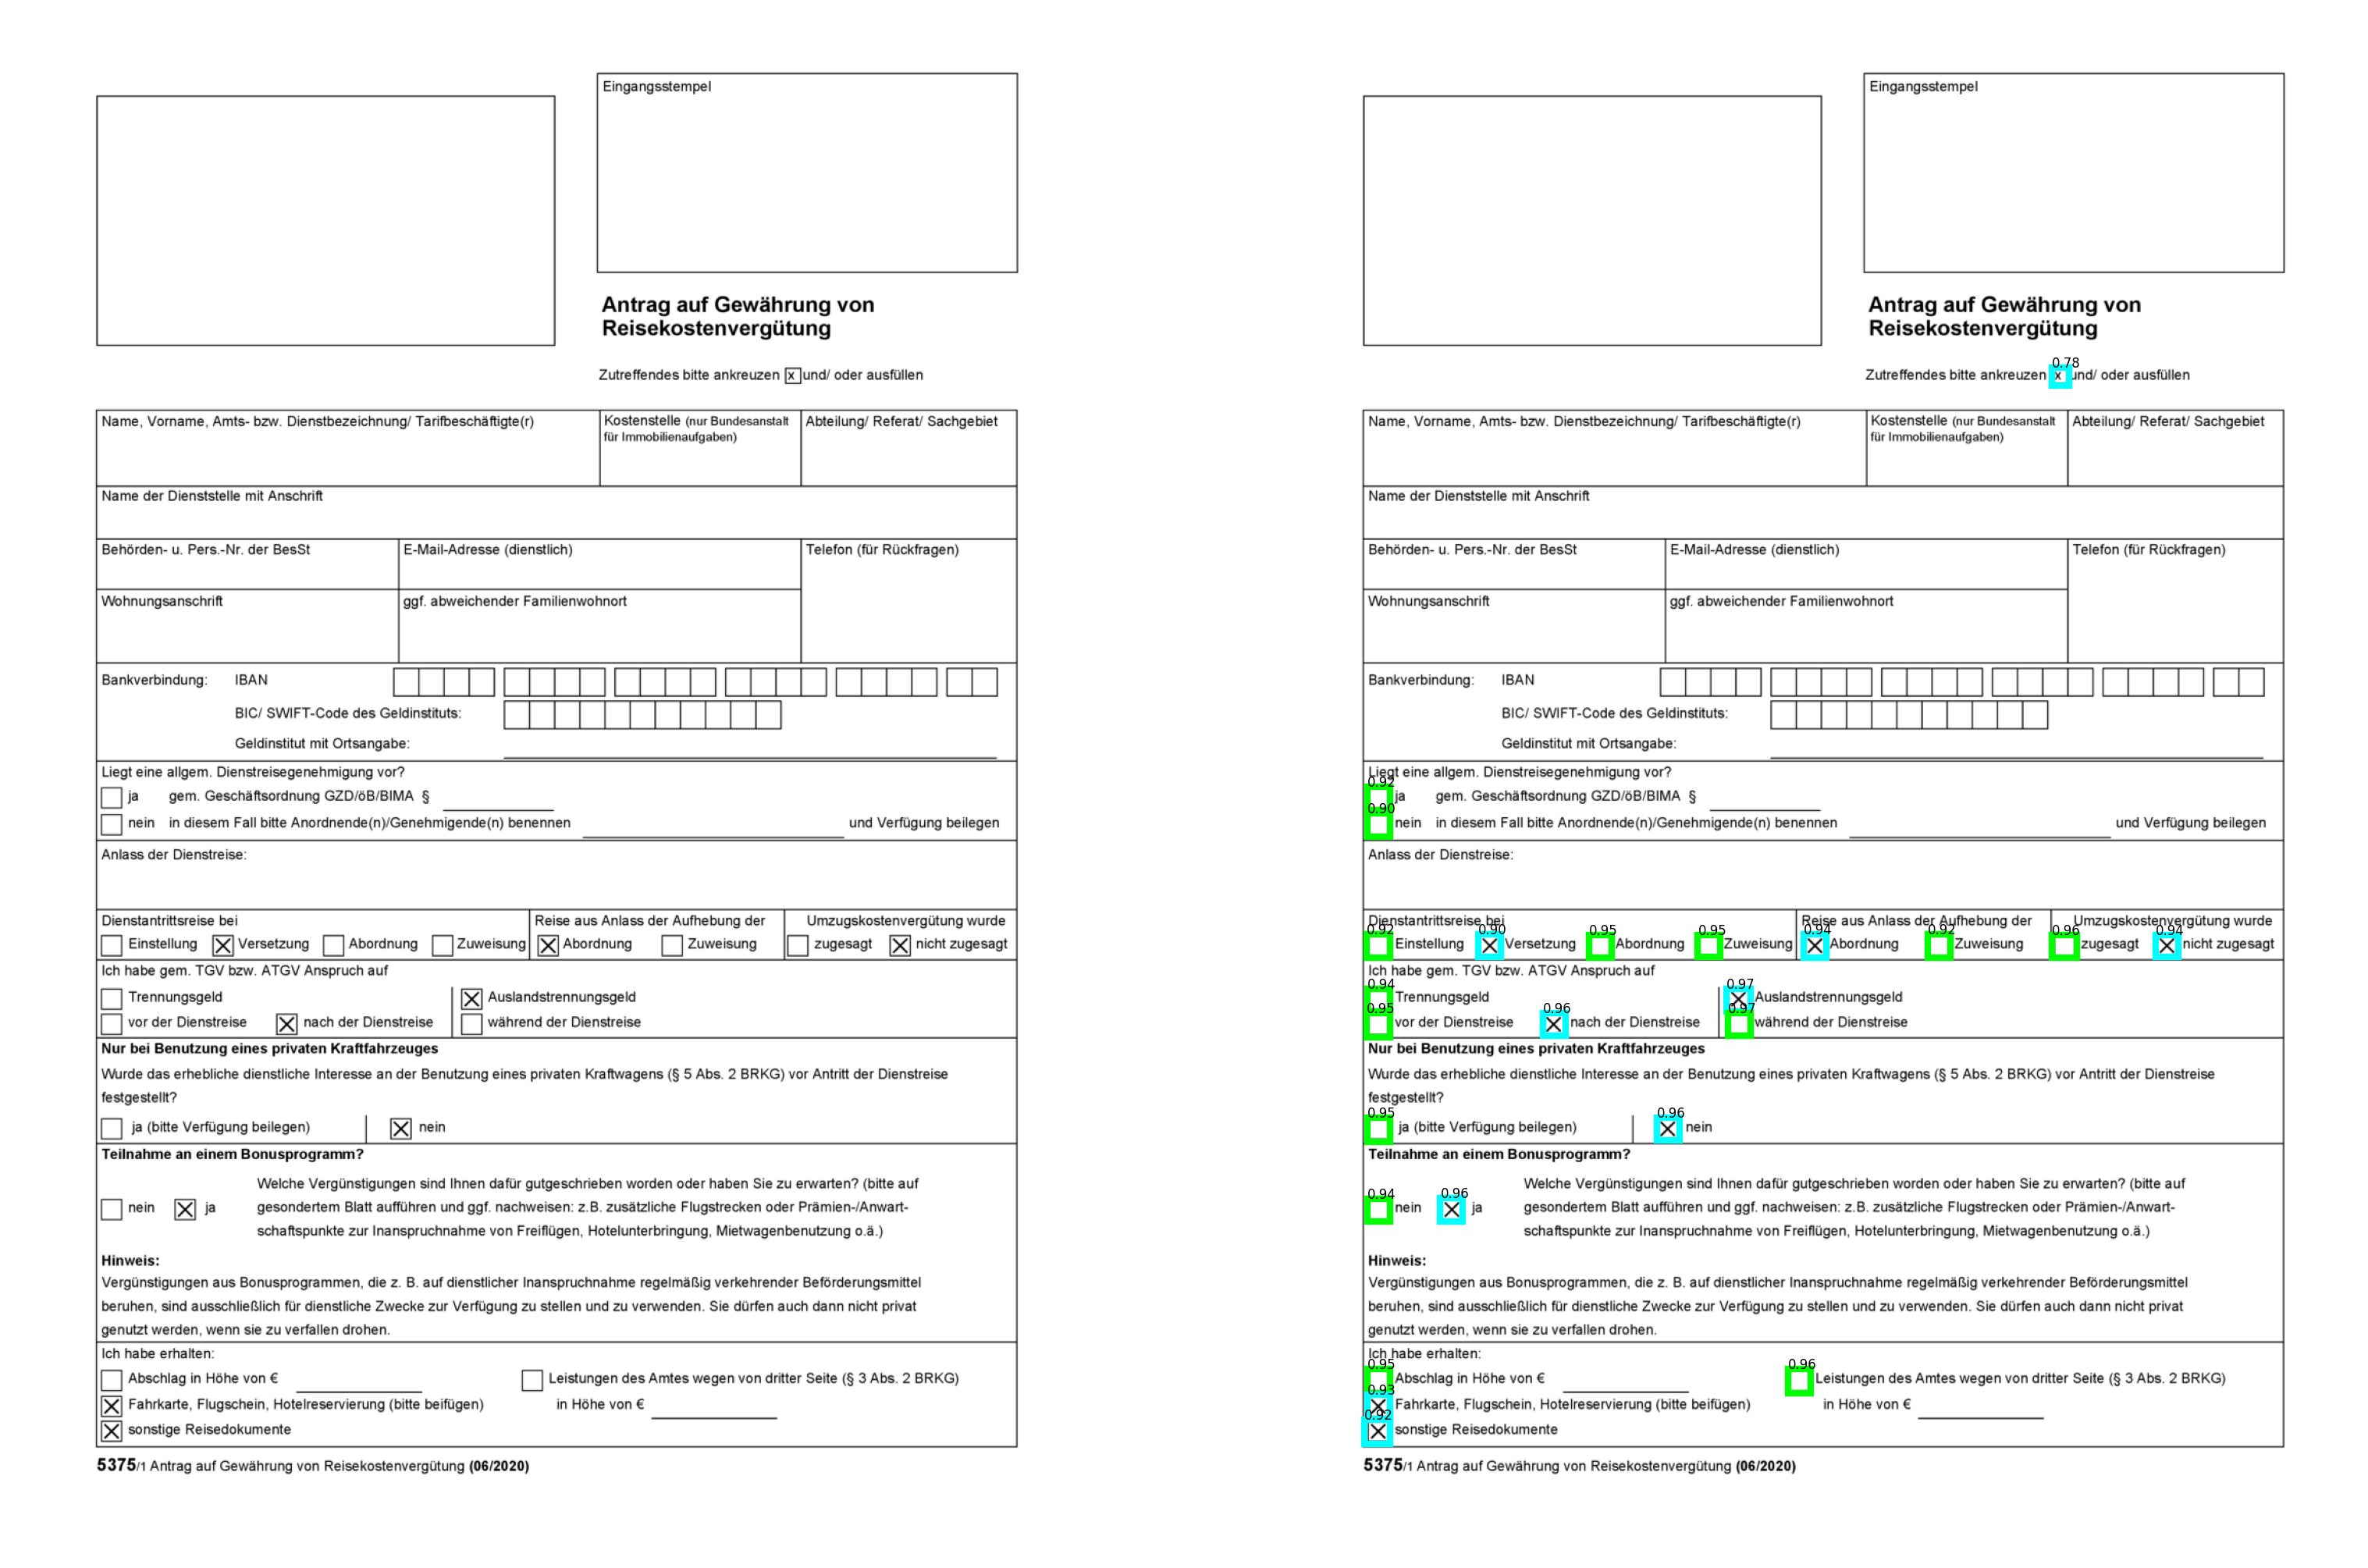 Eingangsstempel
Antrag auf Gewährung von
Reisekostenvergütung
Zutreffendes bitte ankreuzen x und/ oder ausfüllen
Name, Vorname, Amts- bzw. Dienstbezeichnung/ Tarifbeschäftigte(r)
Kostenstelle (nur Bundesanstalt
für Immobilienaufgaben)
Abteilung/ Referat/ Sachgebiet
Name der Dienststelle mit Anschrift
Behörden- u. Pers.-Nr. der BesSt
E-Mail-Adresse (dienstlich)
Telefon (für Rückfragen)
Wohnungsanschrift
ggf. abweichender Familienwohnort
Bankverbindung: IBAN
BIC/ SWIFT-Code des Geldinstituts:
Geldinstitut mit Ortsangabe:
Liegt eine allgem. Dienstreisegenehmigung vor?
ja gem. Geschäftsordnung GZD/öB/BIMA §
nein in diesem Fall bitte Anordnende(n)/Genehmigende(n) benennen und Verfügung beilegen
Anlass der Dienstreise:
Dienstantrittsreise bei Reise aus Anlass der Aufhebung der Umzugskostenvergütung wurde
Einstellung Versetzung Abordnung Zuweisung Abordnung Zuweisung zugesagt nicht zugesagt
Ich habe gem. TGV bzw. ATGV Anspruch auf
Trennungsgeld Auslandstrennungsgeld
vor der Dienstreise nach der Dienstreise während der Dienstreise
Nur bei Benutzung eines privaten Kraftfahrzeuges
Wurde das erhebliche dienstliche Interesse an der Benutzung eines privaten Kraftwagens (§ 5 Abs. 2 BRKG) vor Antritt der Dienstreise
festgestellt?
ja (bitte Verfügung beilegen) nein
Teilnahme an einem Bonusprogramm?
Welche Vergünstigungen sind Ihnen dafür gutgeschrieben worden oder haben Sie zu erwarten? (bitte auf
nein ja gesondertem Blatt aufführen und ggf. nachweisen: z.B. zusätzliche Flugstrecken oder Prämien-/Anwart-
schaftspunkte zur Inanspruchnahme von Freiflügen, Hotelunterbringung, Mietwagenbenutzung o.ä.)
Hinweis:
Vergünstigungen aus Bonusprogrammen, die z. B. auf dienstlicher Inanspruchnahme regelmäßig verkehrender Beförderungsmittel
beruhen, sind ausschließlich für dienstliche Zwecke zur Verfügung zu stellen und zu verwenden. Sie dürfen auch dann nicht privat
genutzt werden, wenn sie zu verfallen drohen.
Ich habe erhalten:
Abschlag in Höhe von € Leistungen des Amtes wegen von dritter Seite (§ 3 Abs. 2 BRKG)
Fahrkarte, Flugschein, Hotelreservierung (bitte beifügen) in Höhe von €
sonstige Reisedokumente
5375/1 Antrag auf Gewährung von Reisekostenvergütung (06/2020)
Eingangsstempel
Antrag auf Gewährung von
Reisekostenvergütung
0.78
Zutreffendes bitte ankreuzen x und/ oder ausfüllen
Name, Vorname, Amts- bzw. Dienstbezeichnung/ Tarifbeschäftigte(r)
Kostenstelle (nur Bundesanstalt
für Immobilienaufgaben)
Abteilung/ Referat/ Sachgebiet
Name der Dienststelle mit Anschrift
Behörden- u. Pers.-Nr. der BesSt
E-Mail-Adresse (dienstlich)
Telefon (für Rückfragen)
Wohnungsanschrift
ggf. abweichender Familienwohnort
Bankverbindung: IBAN
BIC/ SWIFT-Code des Geldinstituts:
Geldinstitut mit Ortsangabe:
Liegt eine allgem. Dienstreisegenehmigung vor?
0.92
ja gem. Geschäftsordnung GZD/öB/BIMA §
0.90
nein in diesem Fall bitte Anordnende(n)/Genehmigende(n) benennen und Verfügung beilegen
Anlass der Dienstreise:
Dienstantrittsreise bei Reise aus Anlass der Aufhebung der Umzugskostenvergütung wurde
0.92 0.90 0.95 0.95 0.94 0.92 0.96 0.94
Einstellung Versetzung Abordnung Zuweisung Abordnung Zuweisung zugesagt nicht zugesagt
Ich habe gem. TGV bzw. ATGV Anspruch auf
0.94 0.97
Trennungsgeld Auslandstrennungsgeld
0.95 0.96 0.97
vor der Dienstreise nach der Dienstreise während der Dienstreise
Nur bei Benutzung eines privaten Kraftfahrzeuges
Wurde das erhebliche dienstliche Interesse an der Benutzung eines privaten Kraftwagens (§ 5 Abs. 2 BRKG) vor Antritt der Dienstreise
festgestellt?
0.95 0.96
ja (bitte Verfügung beilegen) nein
Teilnahme an einem Bonusprogramm?
Welche Vergünstigungen sind Ihnen dafür gutgeschrieben worden oder haben Sie zu erwarten? (bitte auf
0.94 0.96
nein ja gesondertem Blatt aufführen und ggf. nachweisen: z.B. zusätzliche Flugstrecken oder Prämien-/Anwart-
schaftspunkte zur Inanspruchnahme von Freiflügen, Hotelunterbringung, Mietwagenbenutzung o.ä.)
Hinweis:
Vergünstigungen aus Bonusprogrammen, die z. B. auf dienstlicher Inanspruchnahme regelmäßig verkehrender Beförderungsmittel
beruhen, sind ausschließlich für dienstliche Zwecke zur Verfügung zu stellen und zu verwenden. Sie dürfen auch dann nicht privat
genutzt werden, wenn sie zu verfallen drohen.
Ich habe erhalten:
0.95 0.96
Abschlag in Höhe von € Leistungen des Amtes wegen von dritter Seite (§ 3 Abs. 2 BRKG)
0.93
Fahrkarte, Flugschein, Hotelreservierung (bitte beifügen) in Höhe von €
0.92
sonstige Reisedokumente
5375/1 Antrag auf Gewährung von Reisekostenvergütung (06/2020)